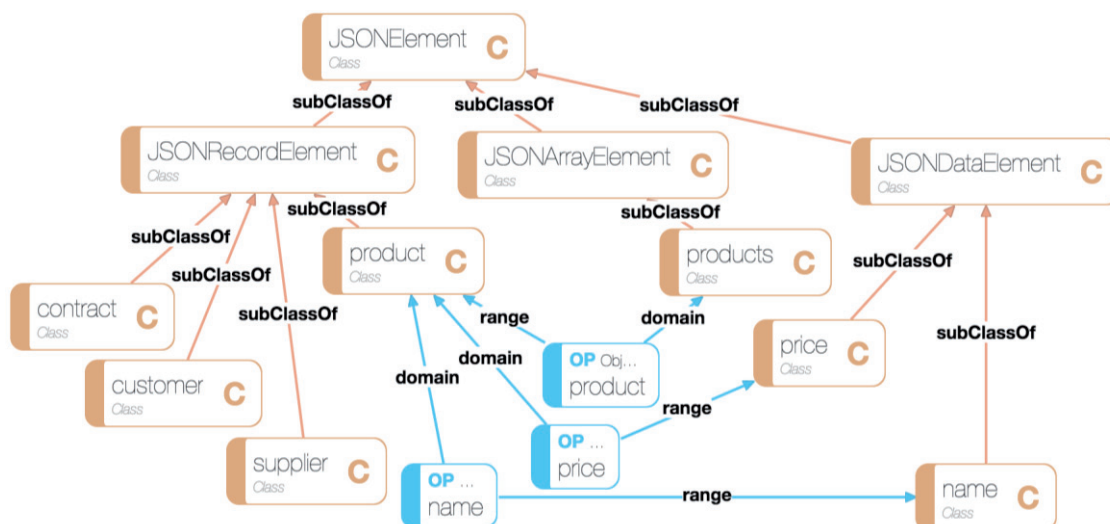 JSONElement
Class
C
subClassOf
subClassOf
subClassOf
JSONRecordElement
Class
C
JSONArrayElement
Class
C
JSONDataElement
Class
C
subClassOf
subClassOf
subClassOf
subClassOf
subClassOf
product
Class
C
products
Class
C
subClassOf
subClassOf
contract
Class
C
range
domain
customer
Class
C
domain
domain
OP Obj...
product
price
Class
C
range
supplier
Class
C
OP ...
price
OP ...
name
range
name
Class
C